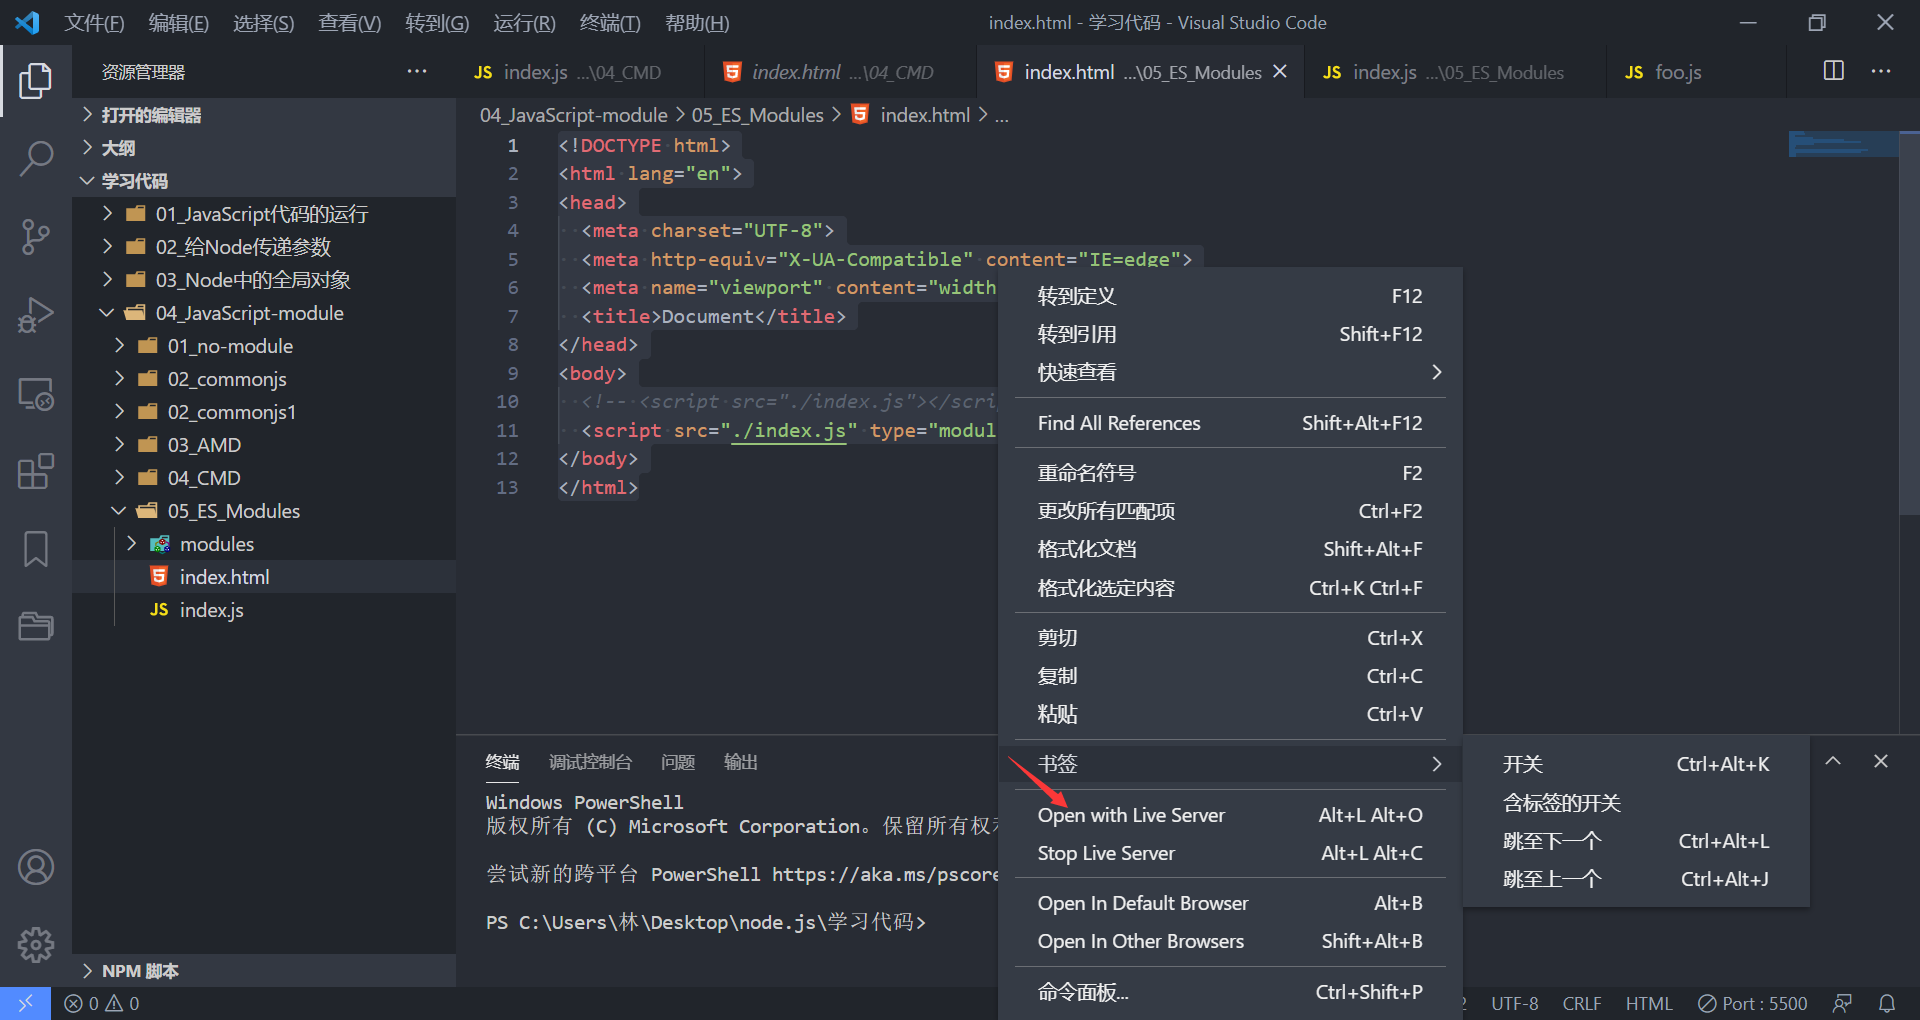 文件(F) 编辑(E) 选择(S) 查看(V) 转到(G) 运行(R) 终端(T) 帮助(H) index.html - 学习代码 - Visual Studio Code
资源管理器 ···
JS index.js ...\04_CMD index.html ...\04_CMD index.html ...\05_ES_Modules JS index.js ...\05_ES_Modules JS foo.js
打开的编辑器
大纲
学习代码
01_JavaScript代码的运行
02_给Node传递参数
03_Node中的全局对象
04_JavaScript-module
01_no-module
02_commonjs
02_commonjs1
03_AMD
04_CMD
05_ES_Modules
modules
index.html
JS index.js
NPM 脚本
04_JavaScript-module > 05_ES_Modules > index.html > ...
1 <!DOCTYPE html>
2 <html lang="en">
3 <head>
4 <meta charset="UTF-8">
5 <meta http-equiv="X-UA-Compatible" content="IE=edge">
6 <meta name="viewport" content="width
7 <title>Document</title>
8 </head>
9 <body>
10 <!-- <script src="./index.js"></scri
11 <script src="./index.js" type="modul
12 </body>
13 </html>
转到定义 F12
转到引用 Shift+F12
快速查看
Find All References Shift+Alt+F12
重命名符号 F2
更改所有匹配项 Ctrl+F2
格式化文档 Shift+Alt+F
格式化选定内容 Ctrl+K Ctrl+F
剪切 Ctrl+X
复制 Ctrl+C
粘贴 Ctrl+V
书签
Open with Live Server Alt+L Alt+O
Stop Live Server Alt+L Alt+C
Open In Default Browser Alt+B
Open In Other Browsers Shift+Alt+B
命令面板... Ctrl+Shift+P
开关 Ctrl+Alt+K
含标签的开关
跳至下一个 Ctrl+Alt+L
跳至上一个 Ctrl+Alt+J
终端 调试控制台 问题 输出
Windows PowerShell
版权所有 (C) Microsoft Corporation。保留所有权
尝试新的跨平台 PowerShell https://aka.ms/pscore
PS C:\Users\林\Desktop\node.js\学习代码>
0 0 2 UTF-8 CRLF HTML Port : 5500